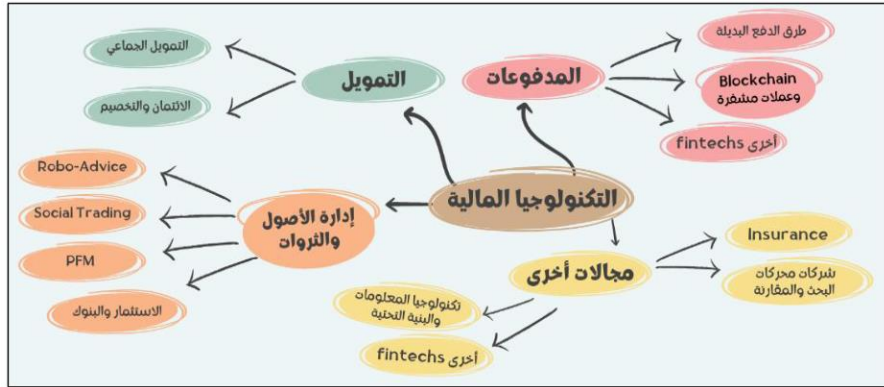 التكنولوجيا المالية
المدفوعات
طرق الدفع البديلة
Blockchain
وعملات مشفرة
أخرى fintechs
التمويل
التمويل الجماعي
الائتمان والتخصيم
إدارة الأصول
والثروات
Robo-Advice
Social Trading
PFM
الاستثمار والبنوك
مجالات أخرى
Insurance
شركات محركات
البحث والمقارنة
تكنولوجيا المعلومات
والبنية التحتية
أخرى fintechs